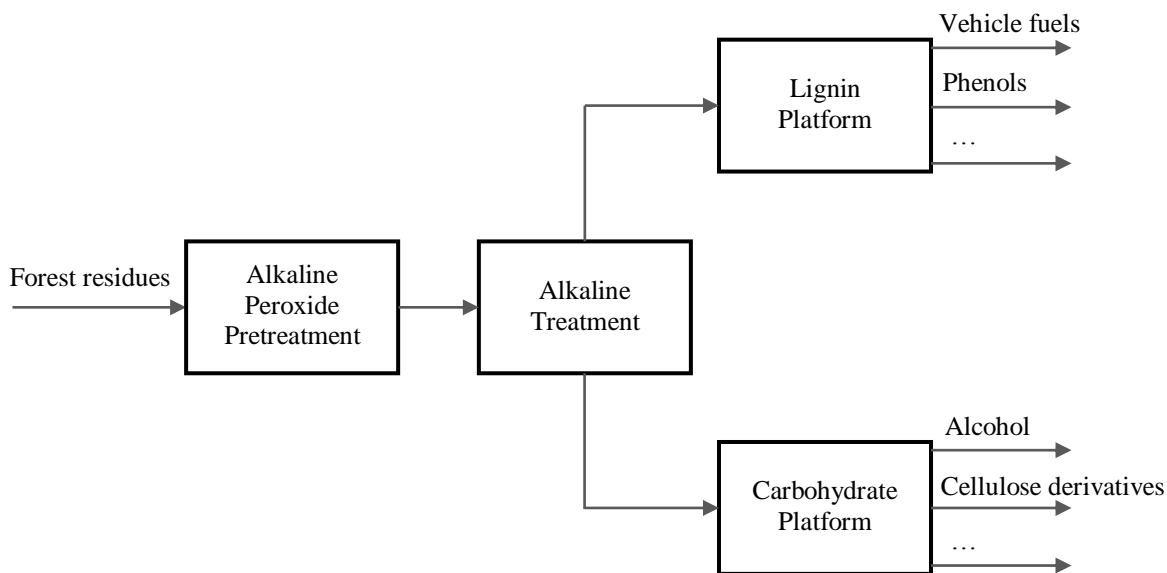 Vehicle fuels
Lignin
Platform
Phenols
...
Forest residues
Alkaline
Peroxide
Pretreatment
Alkaline
Treatment
Carbohydrate
Platform
Alcohol
Cellulose derivatives
...